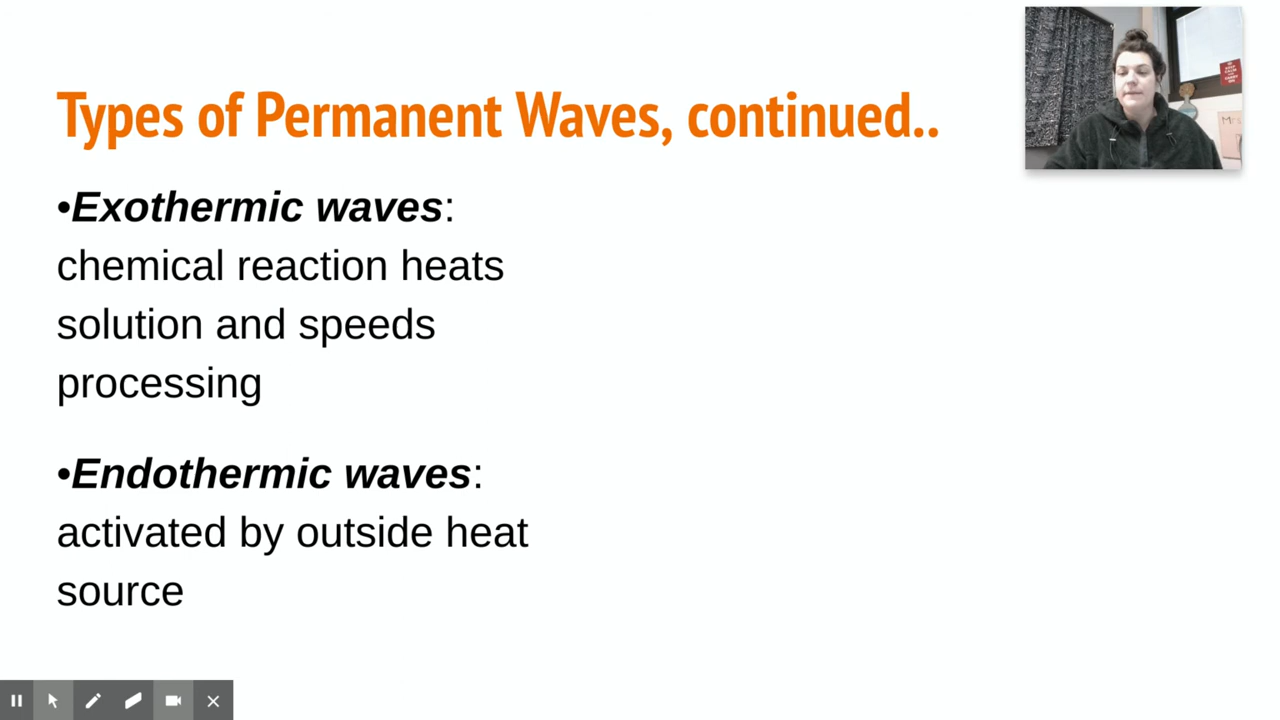 Types of Permanent Waves, continued..
•Exothermic waves:
chemical reaction heats
solution and speeds
processing
•Endothermic waves:
activated by outside heat
source